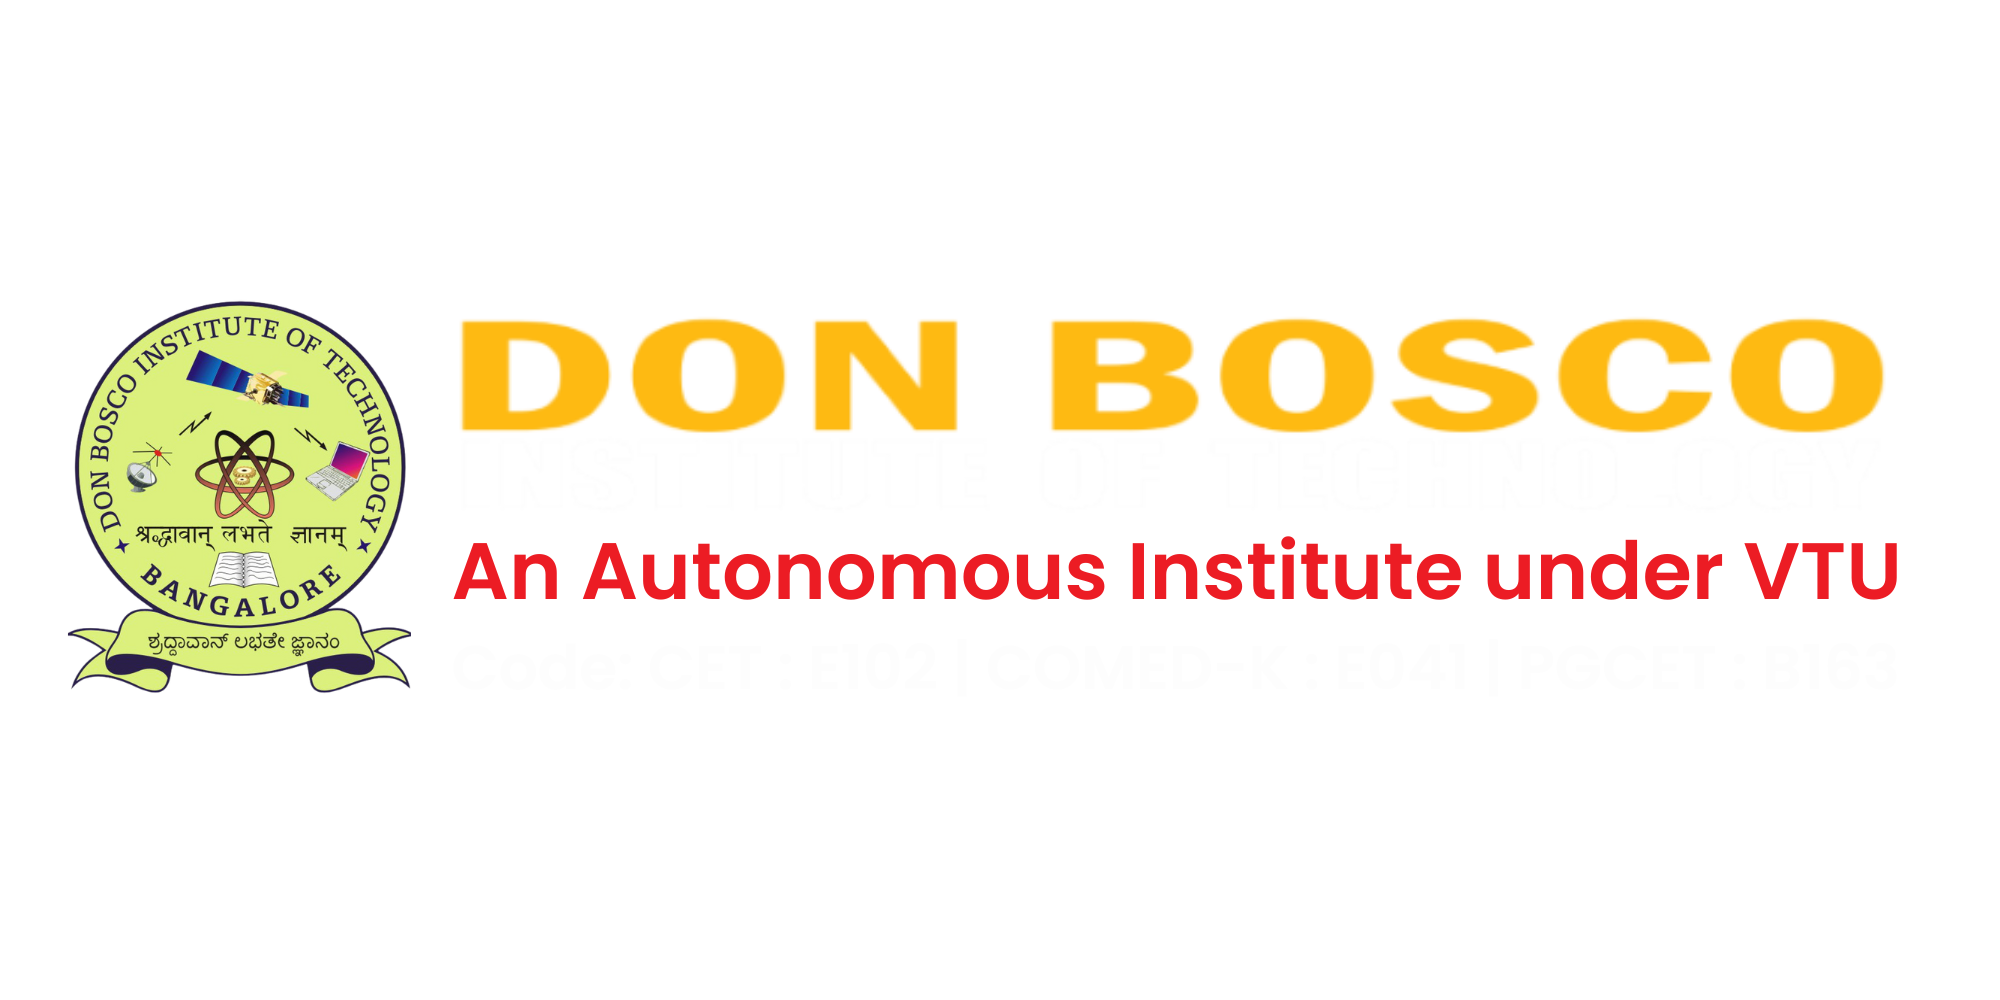 DON BOSCO INSTITUTE OF TECHNOLOGY
श्रद्धावान् लभते ज्ञानम्
BANGALORE
ಶ್ರದ್ದಾವಾನ್ ಲಭತೇ ಜ್ಞಾನಂ
DON BOSCO
INSTITUTE OF TECHNOLOGY
An Autonomous Institute under VTU
Code: CET : E102 | COMED-K : E041 | PGCET : B163